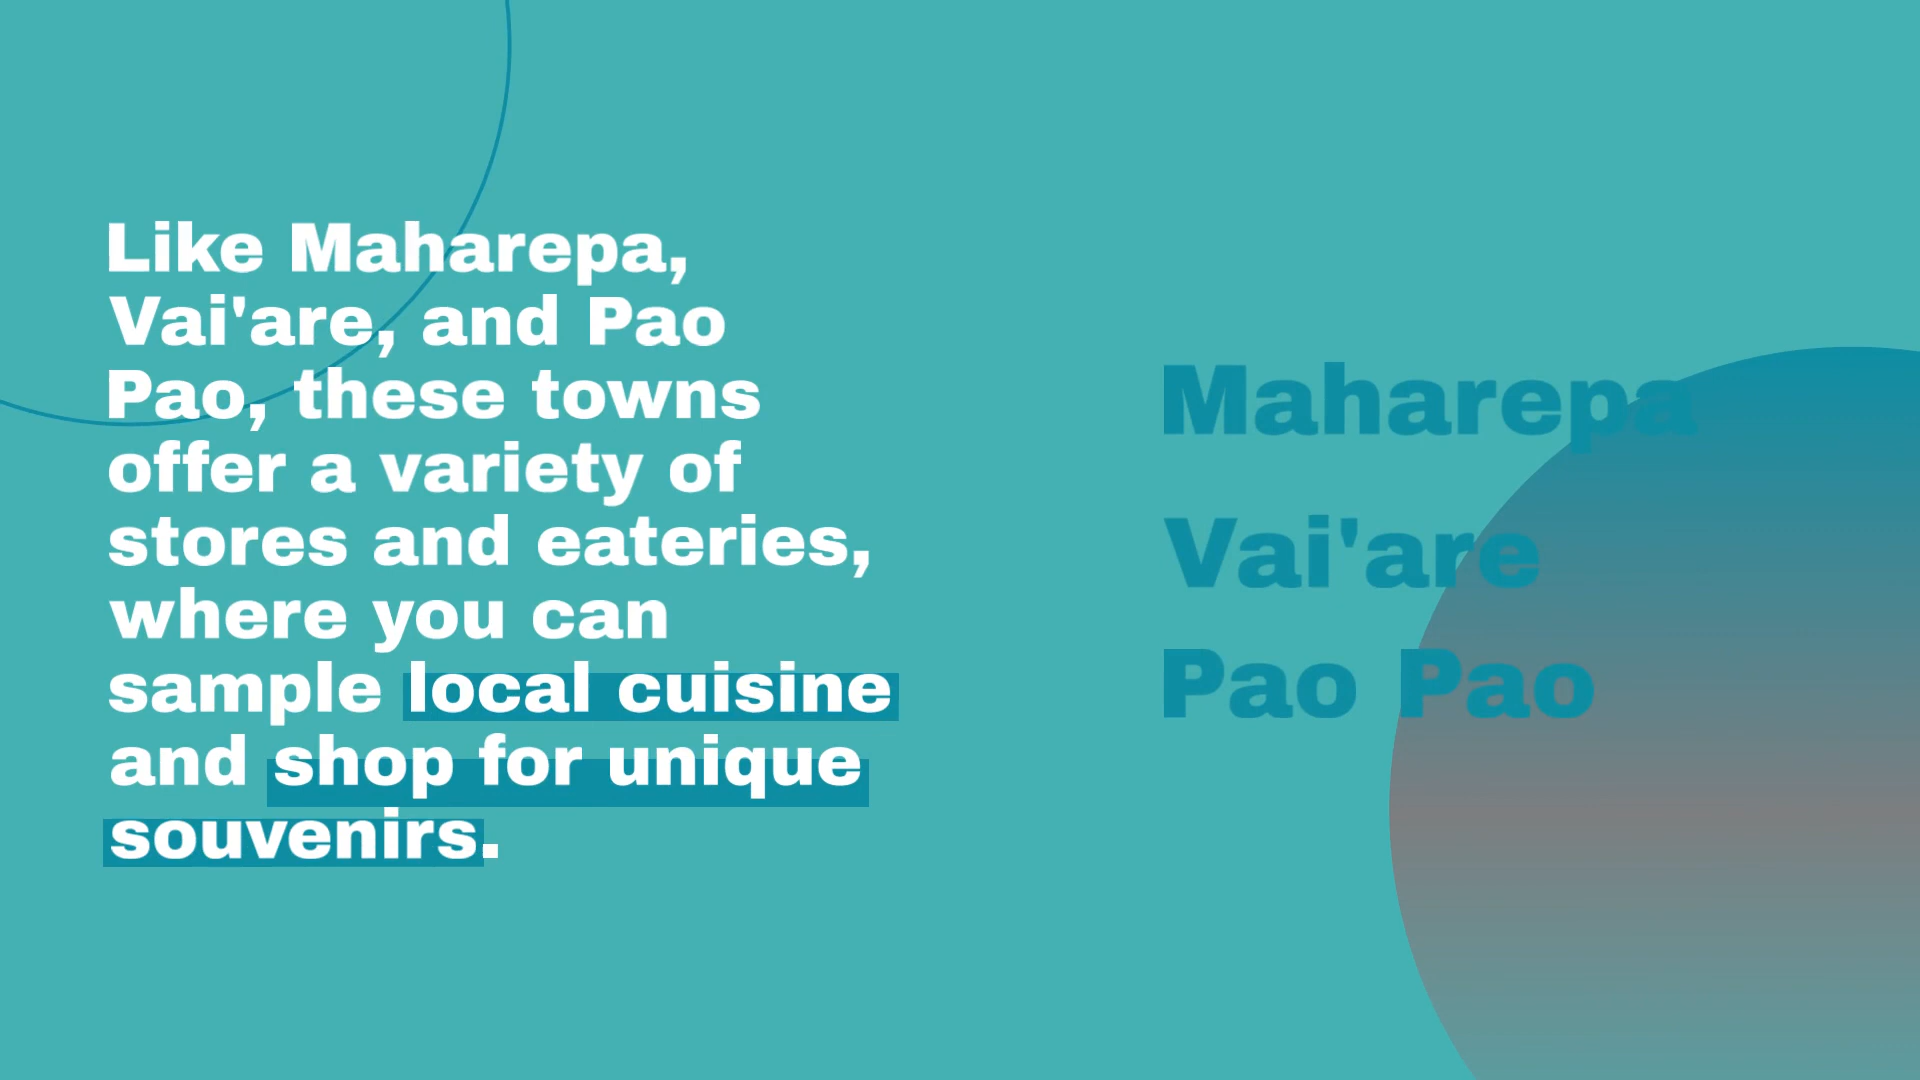 Like Maharepa,
Vai'are, and Pao
Pao, these towns
offer a variety of
stores and eateries,
where you can
sample local cuisine
and shop for unique
souvenirs.
Maharepa
Vai'are
Pao Pao